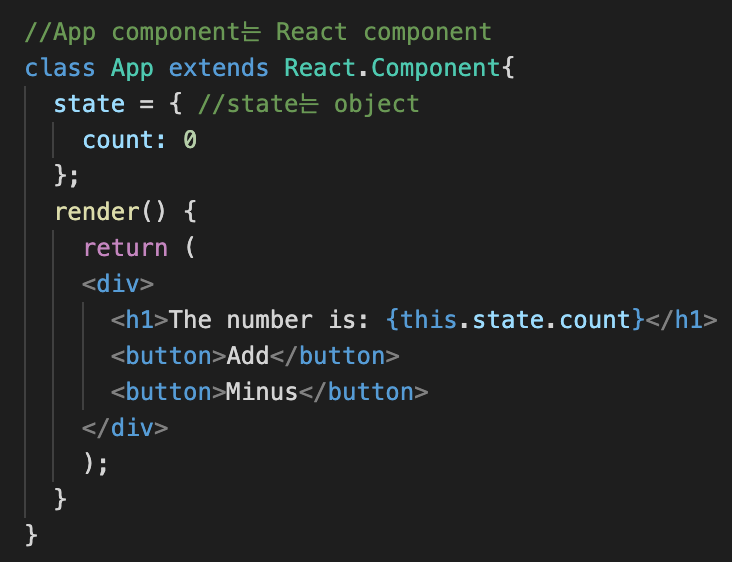 //App component는 React component
class App extends React.Component{
  state = { //state는 object
    count: 0
  };
  render() {
    return (
    <div>
      <h1>The number is: {this.state.count}</h1>
      <button>Add</button>
      <button>Minus</button>
    </div>
    );
  }
}